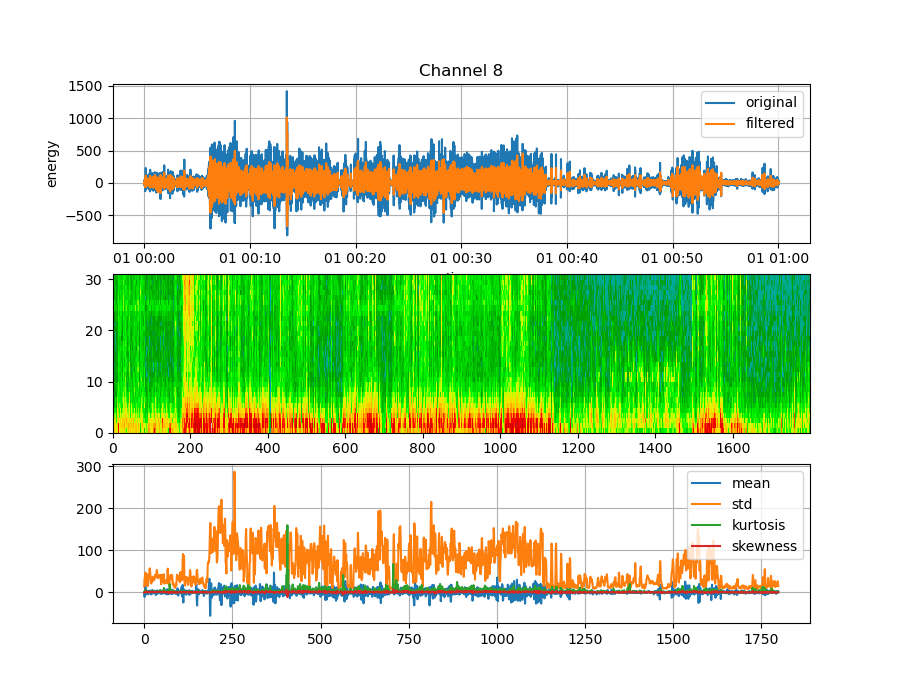 Channel 8
1500
1000
500
0
−500
energy
original
filtered
01 00:00 01 00:10 01 00:20 01 00:30 01 00:40 01 00:50 01 01:00
30
20
10
0
0 200 400 600 800 1000 1200 1400 1600
300
200
100
0
mean
std
kurtosis
skewness
0 250 500 750 1000 1250 1500 1750